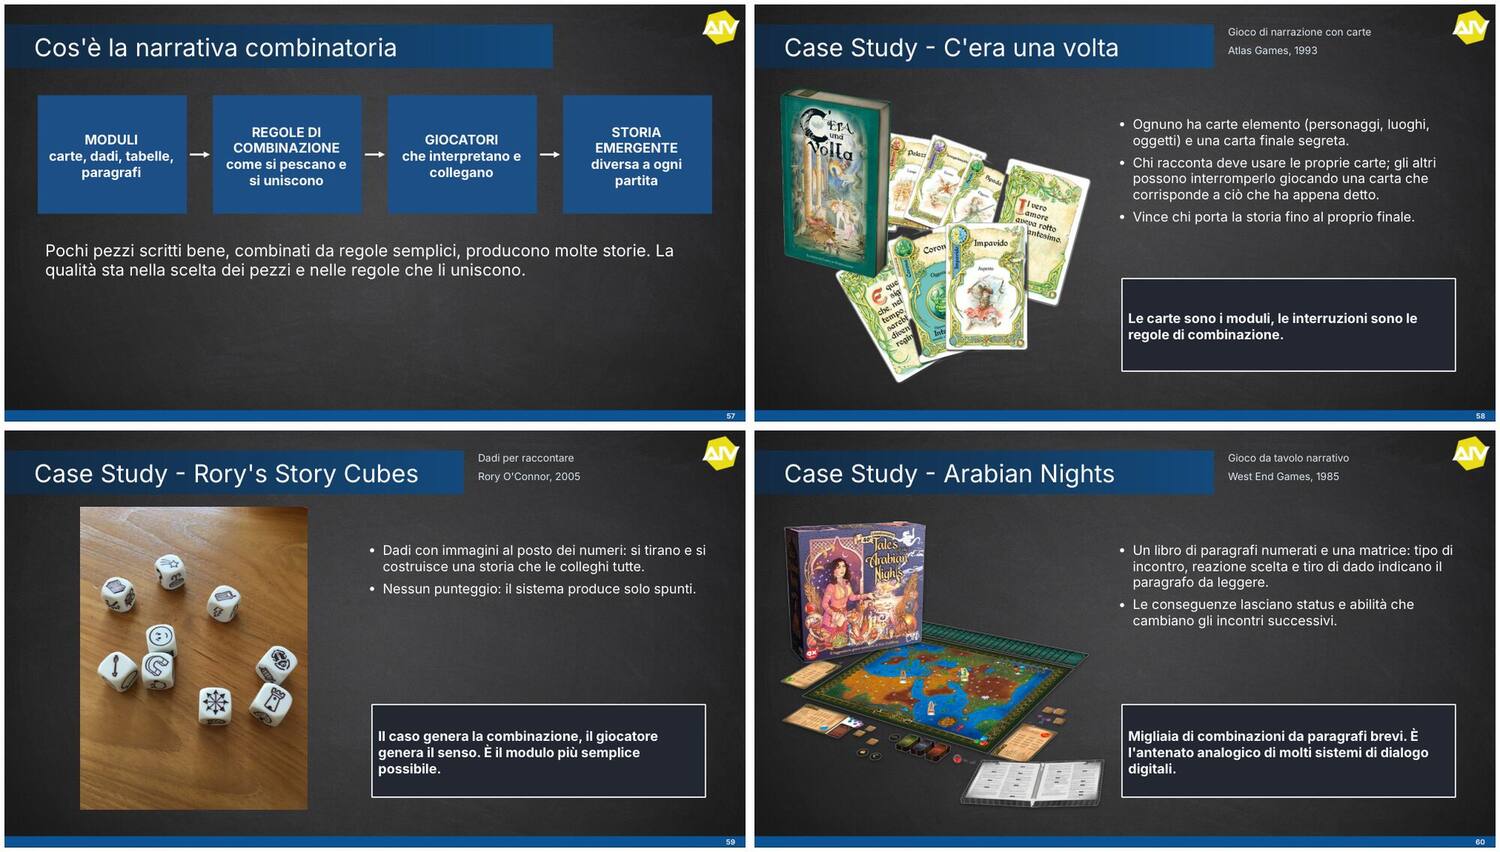 Cos'è la narrativa combinatoria
AIV
MODULI
carte, dadi, tabelle,
paragrafi
REGOLE DI
COMBINAZIONE
come si pescano e
si uniscono
GIOCATORI
che interpretano e
collegano
STORIA
EMERGENTE
diversa a ogni
partita
Pochi pezzi scritti bene, combinati da regole semplici, producono molte storie. La
qualità sta nella scelta dei pezzi e nelle regole che li uniscono.
57
Case Study - C'era una volta
Gioco di narrazione con carte
Atlas Games, 1993
AIV
C'ERA
una
Volta
Impavido
Aspetto
Il vero
amore
• Ognuno ha carte elemento (personaggi, luoghi,
oggetti) e una carta finale segreta.
• Chi racconta deve usare le proprie carte; gli altri
possono interromperlo giocando una carta che
corrisponde a ciò che ha appena detto.
• Vince chi porta la storia fino al proprio finale.
Le carte sono i moduli, le interruzioni sono le
regole di combinazione.
58
Case Study - Rory's Story Cubes
Dadi per raccontare
Rory O'Connor, 2005
AIV
• Dadi con immagini al posto dei numeri: si tirano e si
costruisce una storia che le colleghi tutte.
• Nessun punteggio: il sistema produce solo spunti.
Il caso genera la combinazione, il giocatore
genera il senso. È il modulo più semplice
possibile.
59
Case Study - Arabian Nights
Gioco da tavolo narrativo
West End Games, 1985
AIV
Tales
Arabian
Nights
• Un libro di paragrafi numerati e una matrice: tipo di
incontro, reazione scelta e tiro di dado indicano il
paragrafo da leggere.
• Le conseguenze lasciano status e abilità che
cambiano gli incontri successivi.
Migliaia di combinazioni da paragrafi brevi. È
l'antenato analogico di molti sistemi di dialogo
digitali.
60